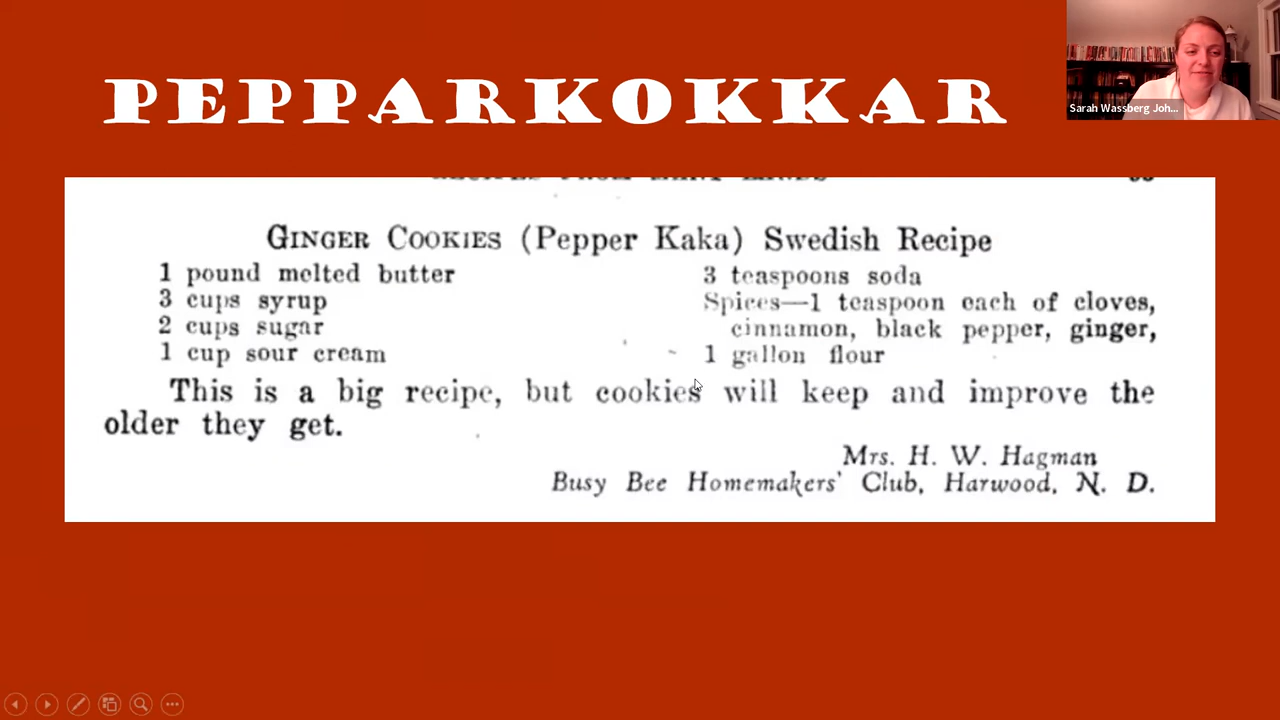 PEPPARKOKKAR
Sarah Wassberg Joh...
GINGER COOKIES (Pepper Kaka) Swedish Recipe
1 pound melted butter
3 cups syrup
2 cups sugar
1 cup sour cream
3 teaspoons soda
Spices—1 teaspoon each of cloves,
cinnamon, black pepper, ginger,
1 gallon flour
This is a big recipe, but cookies will keep and improve the
older they get.
Mrs. H. W. Hagman
Busy Bee Homemakers' Club, Harwood, N. D.